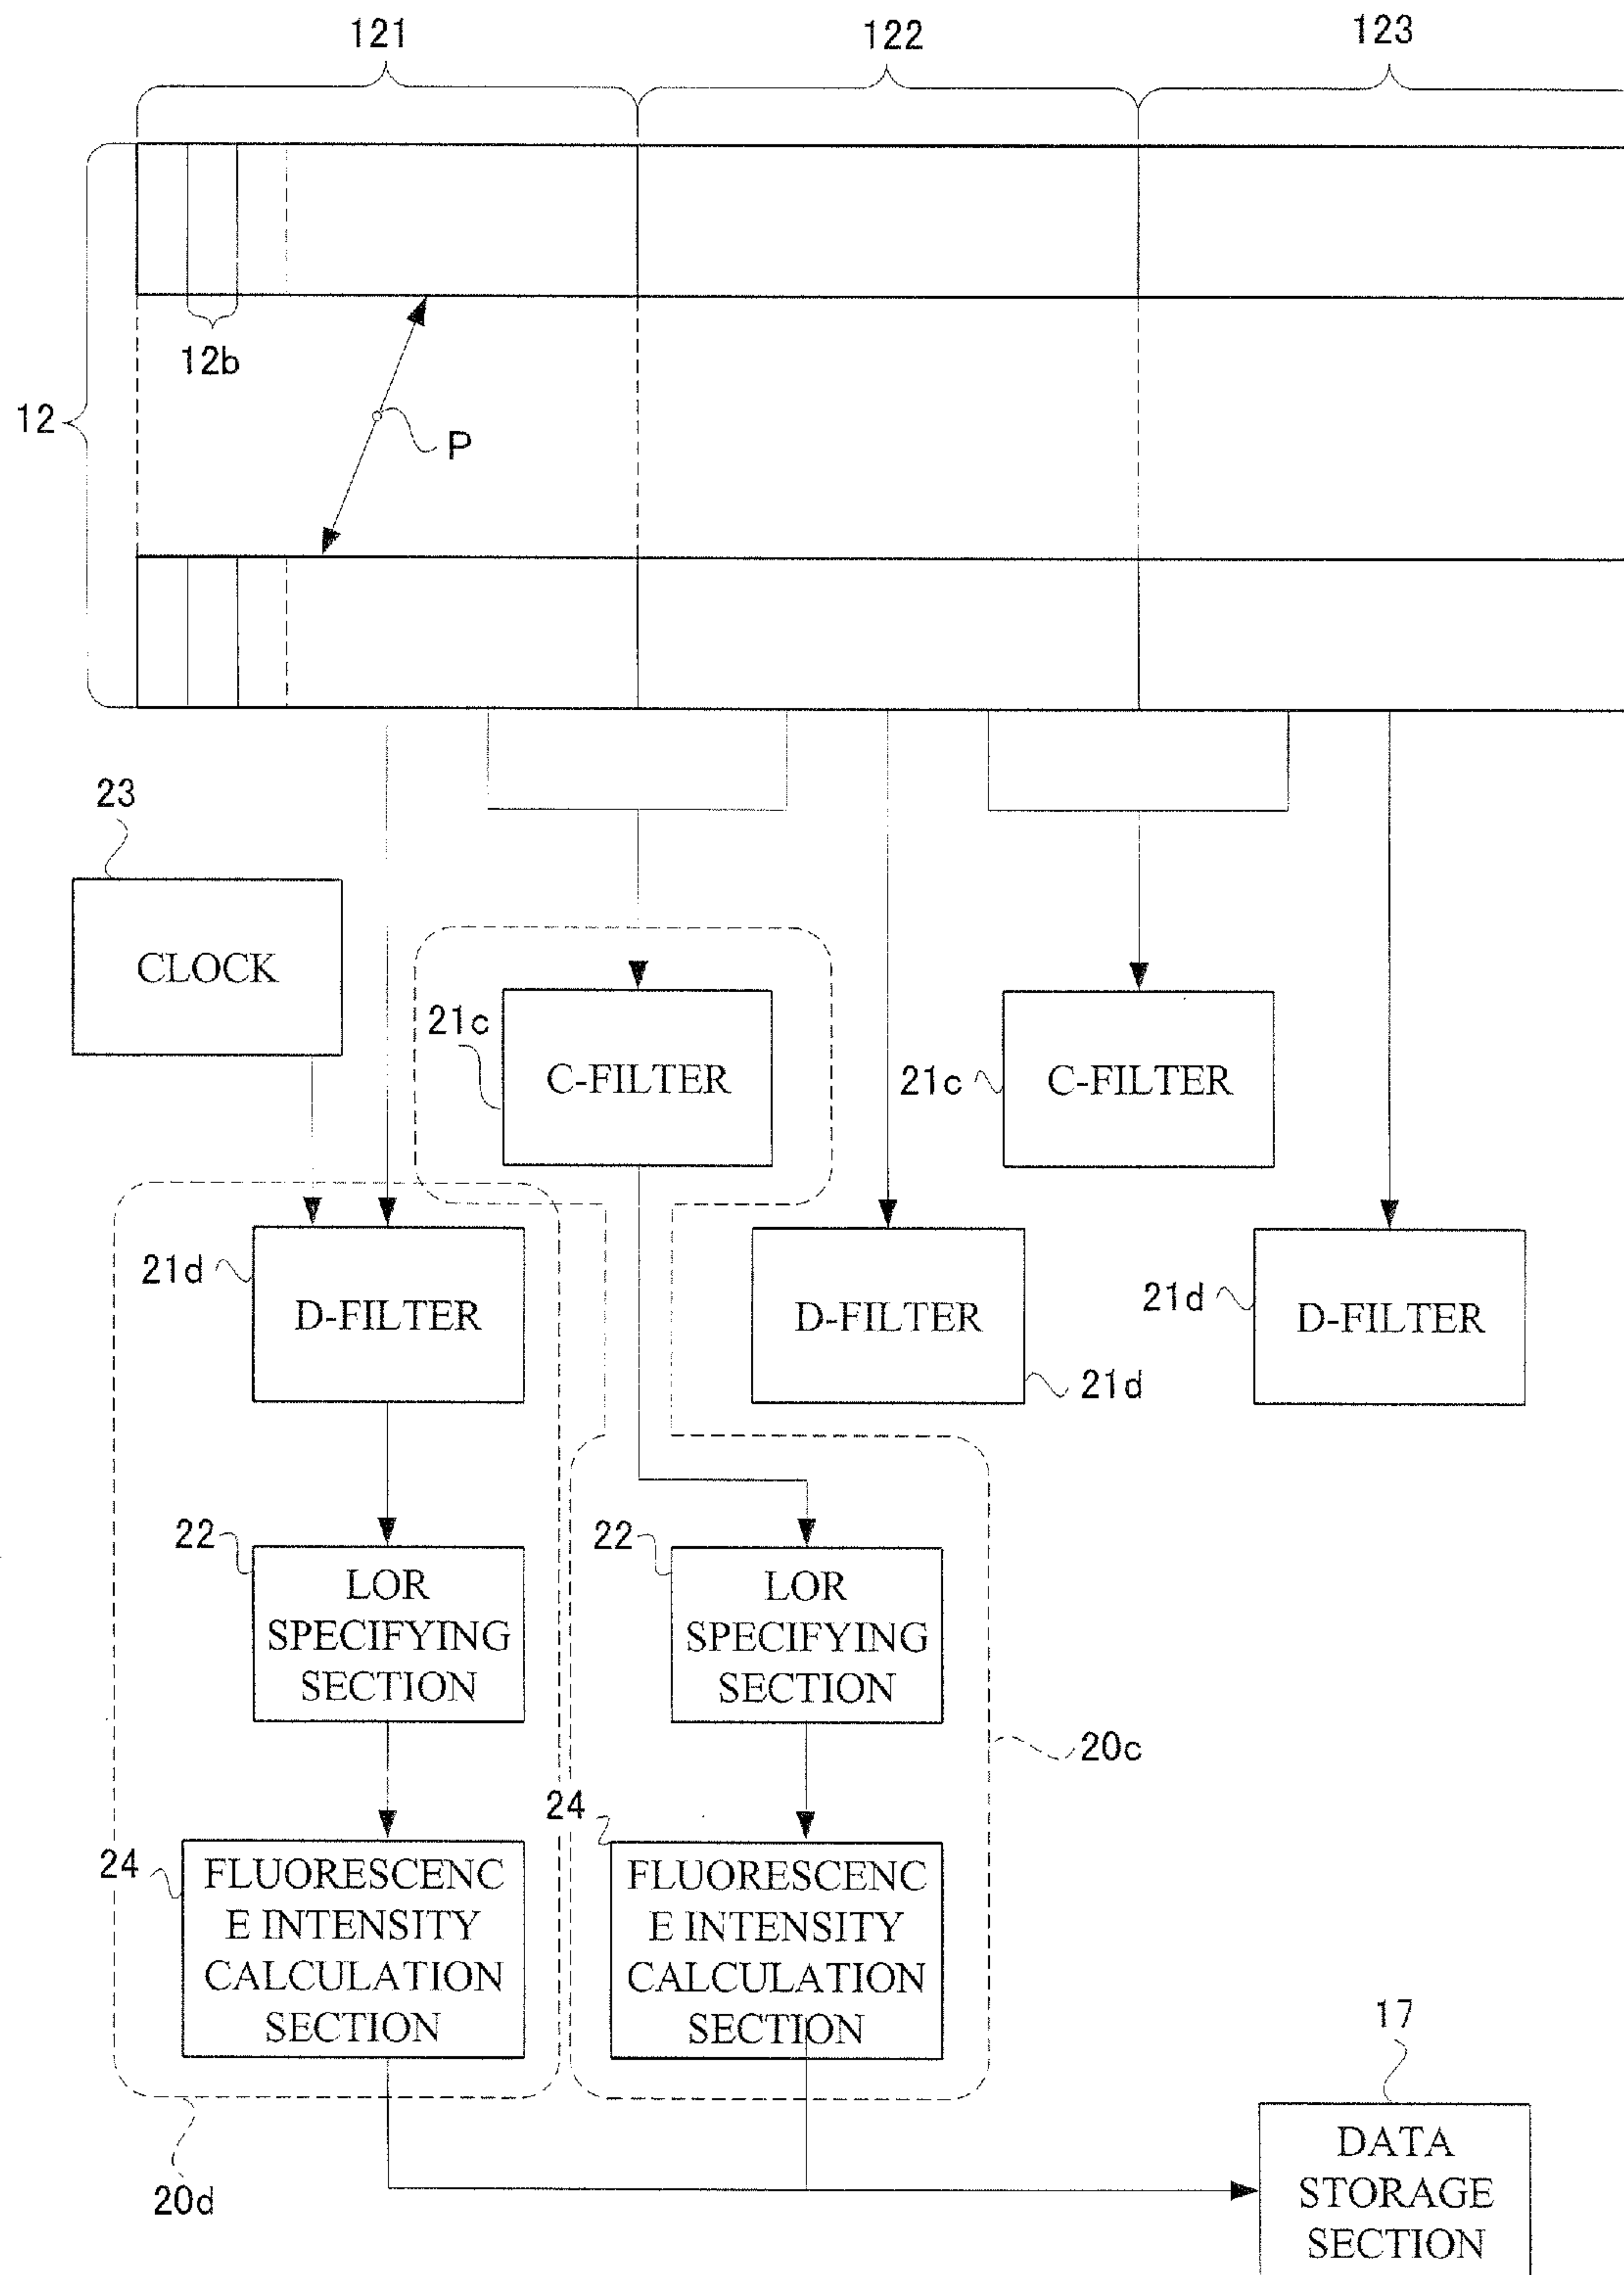 121
122
123
12b
12
P
23
CLOCK
21c
C-FILTER
21c
C-FILTER
21d
D-FILTER
D-FILTER
21d
21d
D-FILTER
22
LOR
SPECIFYING
SECTION
22
LOR
SPECIFYING
SECTION
20c
24
FLUORESCENC
E INTENSITY
CALCULATION
SECTION
24
FLUORESCENC
E INTENSITY
CALCULATION
SECTION
17
DATA
STORAGE
SECTION
20d